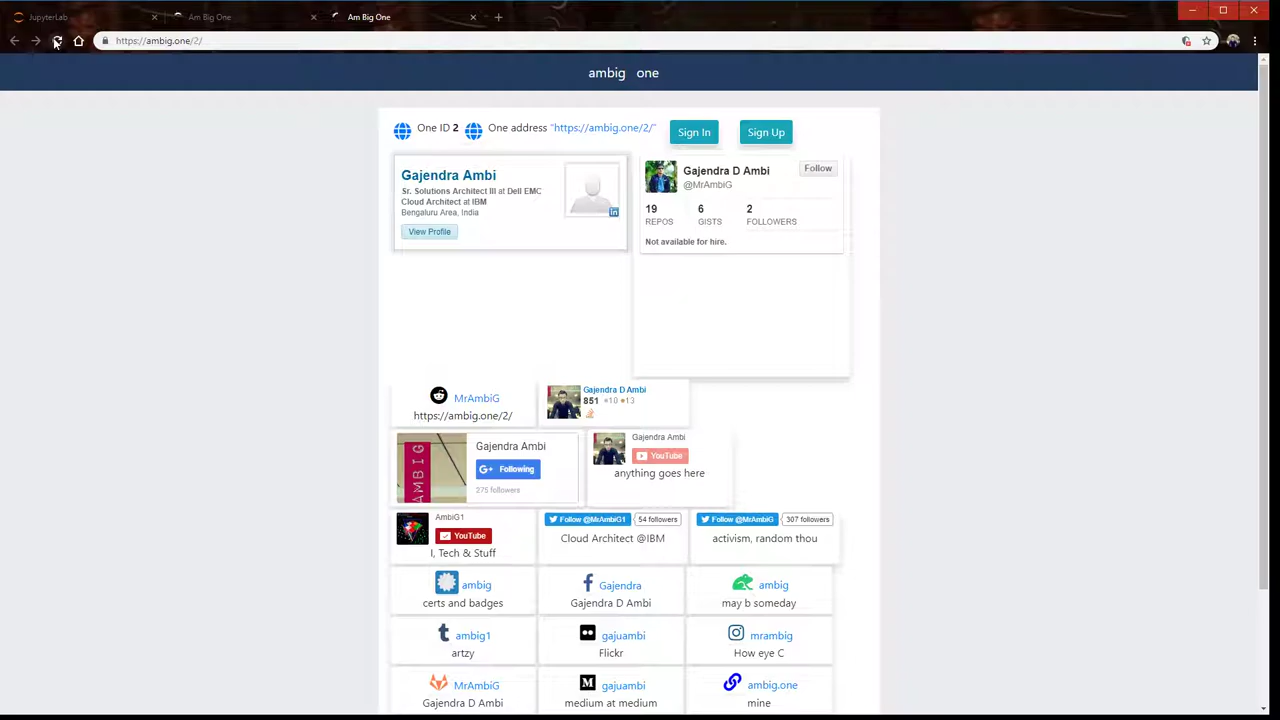 JupyterLab
Am Big One
Am Big One
https://ambig.one/2/
ambig one
One ID 2
One address "https://ambig.one/2/"
Sign In
Sign Up
Gajendra Ambi
Sr. Solutions Architect III at Dell EMC
Cloud Architect at IBM
Bengaluru Area, India
View Profile
in
Gajendra D Ambi
@MrAmbiG
Follow
19 6 2
REPOS GISTS FOLLOWERS
Not available for hire.
MrAmbiG
https://ambig.one/2/
Gajendra D Ambi
851 10 13
AMBIG
Gajendra Ambi
G+ Following
275 followers
Gajendra Ambi
YouTube
anything goes here
AmbiG1
YouTube
I, Tech & Stuff
Follow @MrAmbiG1 54 followers
Cloud Architect @IBM
Follow @MrAmbiG 307 followers
activism, random thou
ambig
certs and badges
Gajendra
Gajendra D Ambi
ambig
may b someday
ambig1
artzy
gajuambi
Flickr
mrambig
How eye C
MrAmbiG
Gajendra D Ambi
gajuambi
medium at medium
ambig.one
mine